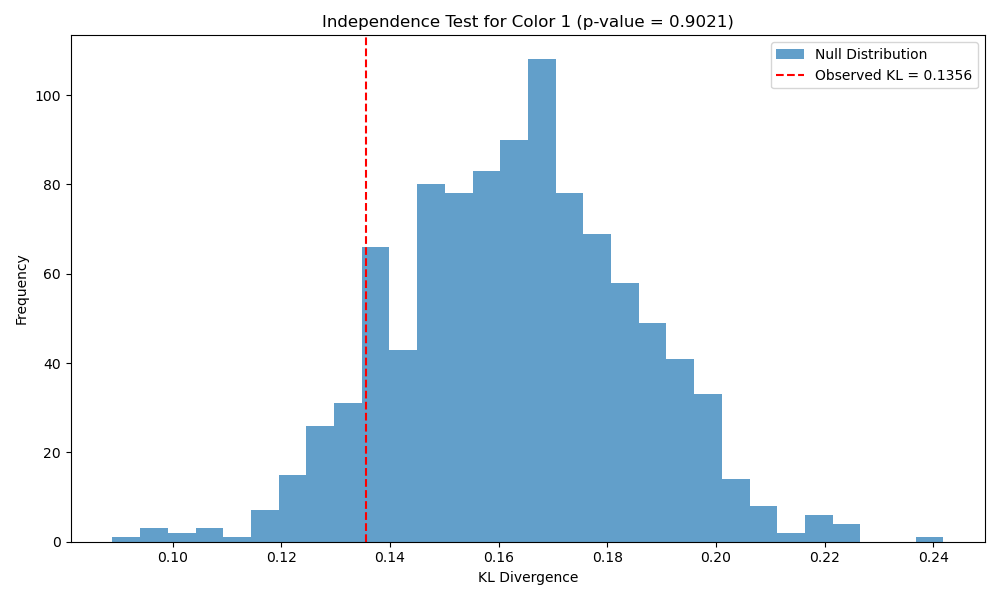 Independence Test for Color 1 (p-value = 0.9021)
Null Distribution
Observed KL = 0.1356
Frequency
100
80
60
40
20
0
0.10 0.12 0.14 0.16 0.18 0.20 0.22 0.24
KL Divergence